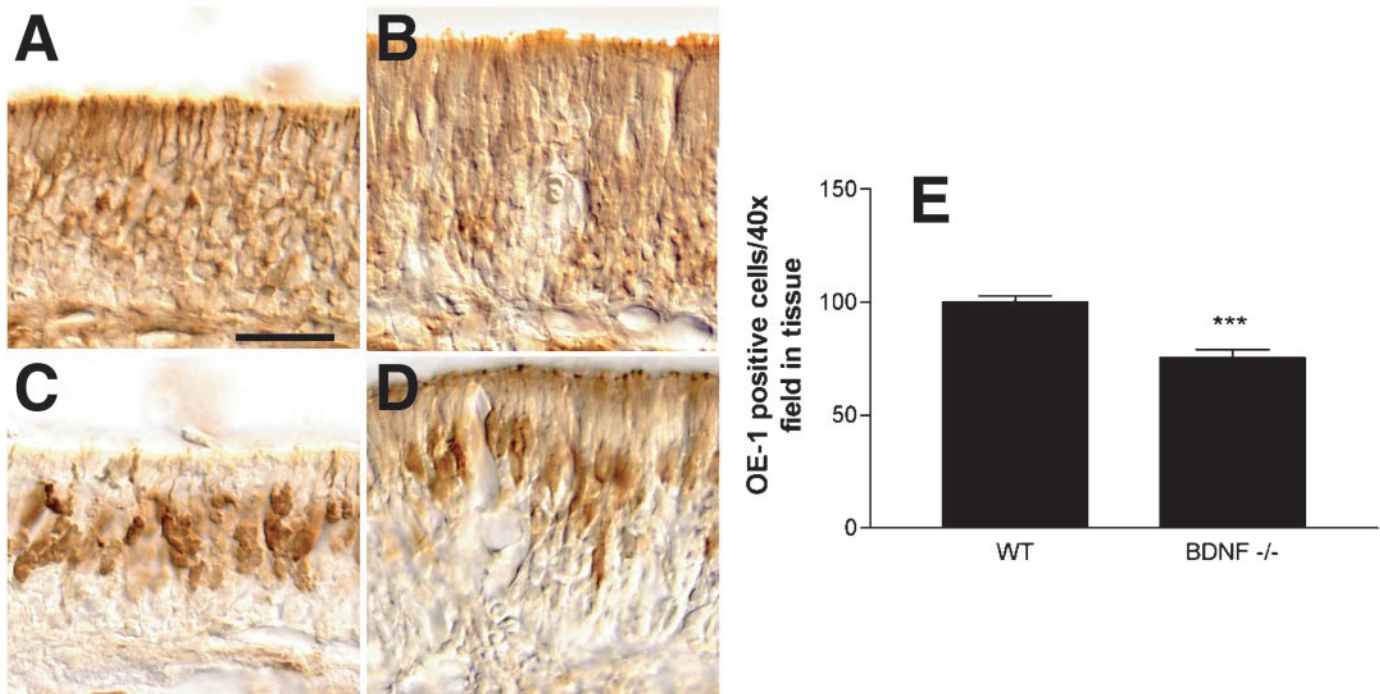 A
B
C
D
E
OE-1 positive cells/40x
field in tissue
150
100
50
0
***
WT
BDNF -/-